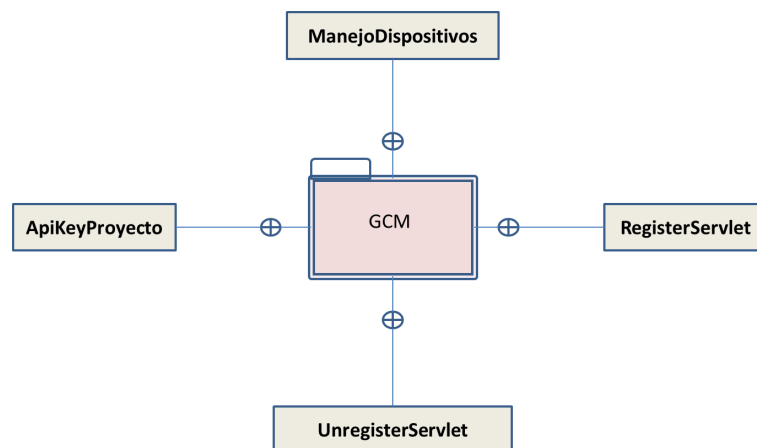 ManejoDispositivos
ApiKeyProyecto
GCM
RegisterServlet
UnregisterServlet